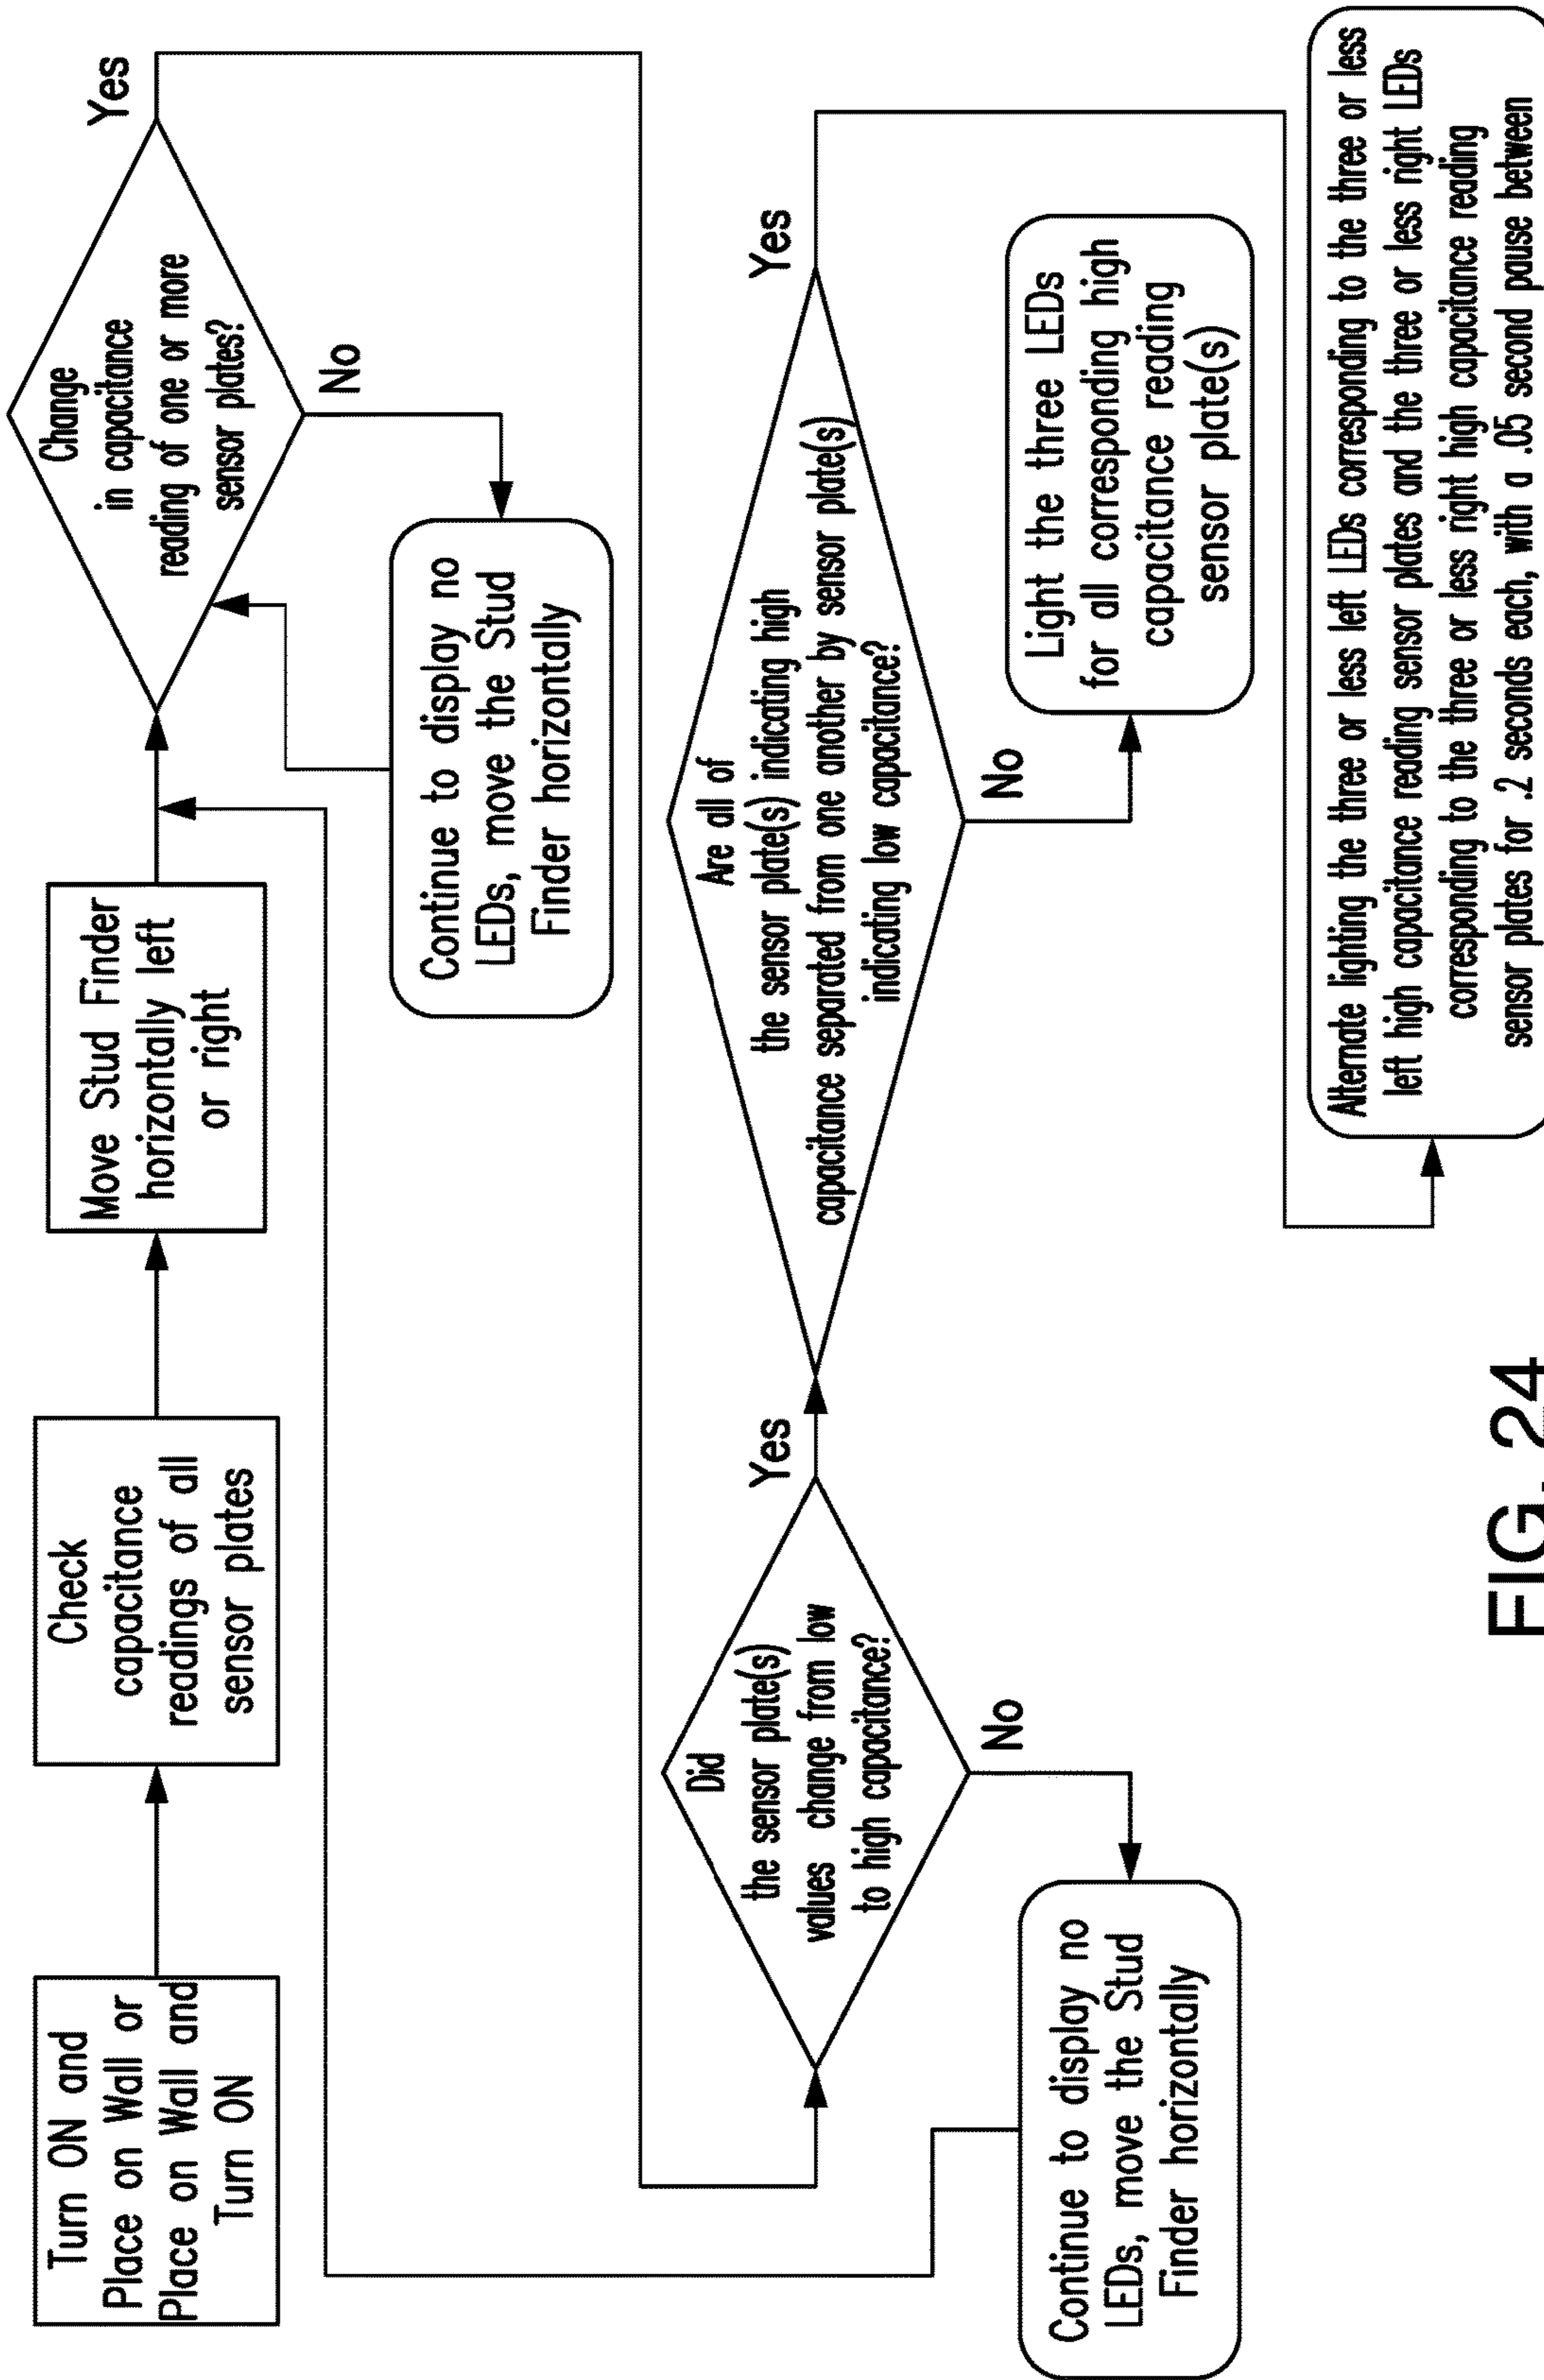 Turn ON and
Place on Wall or
Place on Wall and
Turn ON
Check
capacitance
readings of all
sensor plates
Move Stud Finder
horizontally left
or right
Change
in capacitance
reading of one or more
sensor plates?
Yes
No
Continue to display no
LEDs, move the Stud
Finder horizontally
Did
the sensor plate(s)
values change from low
to high capacitance?
Yes
No
Continue to display no
LEDs, move the Stud
Finder horizontally
Are all of
the sensor plate(s) indicating high
capacitance separated from one another by sensor plate(s)
indicating low capacitance?
Yes
No
Light the three LEDs
for all corresponding high
capacitance reading
sensor plate(s)
Alternate lighting the three or less left LEDs corresponding to the three or less
left high capacitance reading sensor plates and the three or less right LEDs
corresponding to the three or less right high capacitance reading
sensor plates for .2 seconds each, with a .05 second pause between
FIG. 24